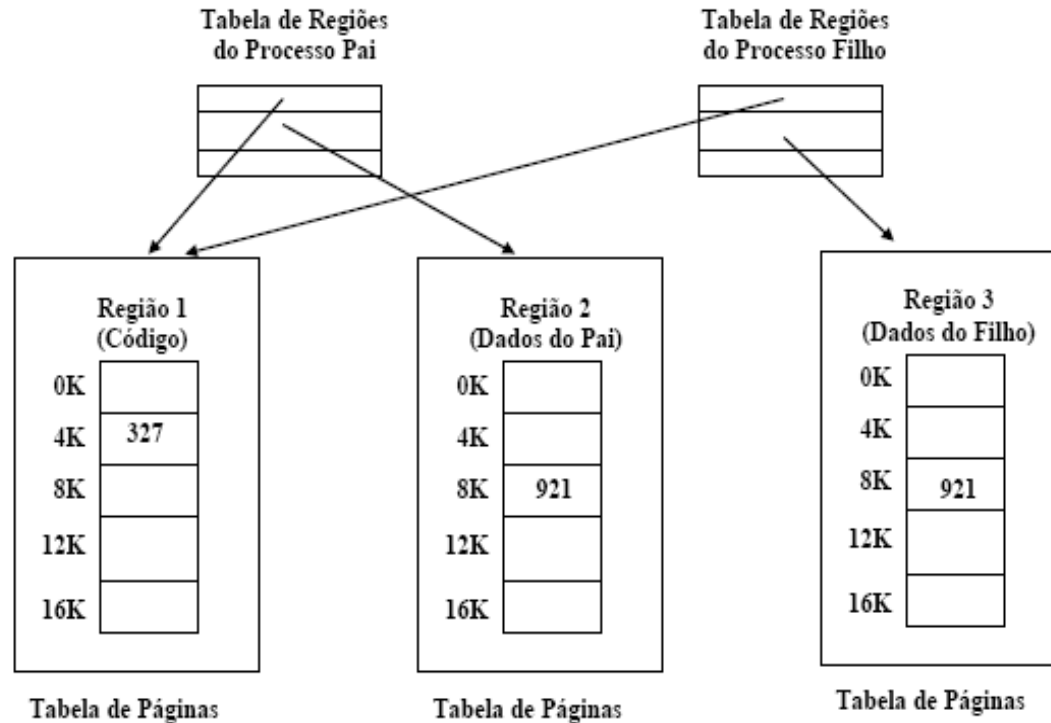 Tabela de Regiões
do Processo Pai
Tabela de Regiões
do Processo Filho
Região 1
(Código)
0K
4K
327
8K
12K
16K
Região 2
(Dados do Pai)
0K
4K
8K
921
12K
16K
Região 3
(Dados do Filho)
0K
4K
8K
921
12K
16K
Tabela de Páginas
Tabela de Páginas
Tabela de Páginas